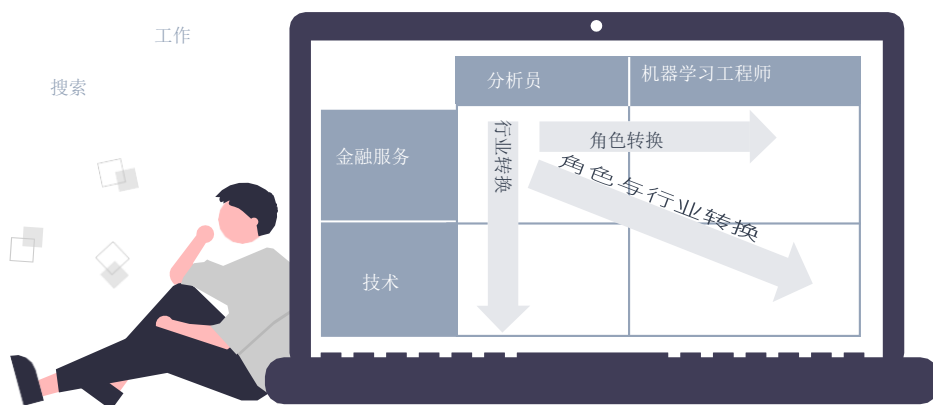 工作
搜索
分析员
机器学习工程师
金融服务
技术
行业转换
角色转换
角色与行业转换